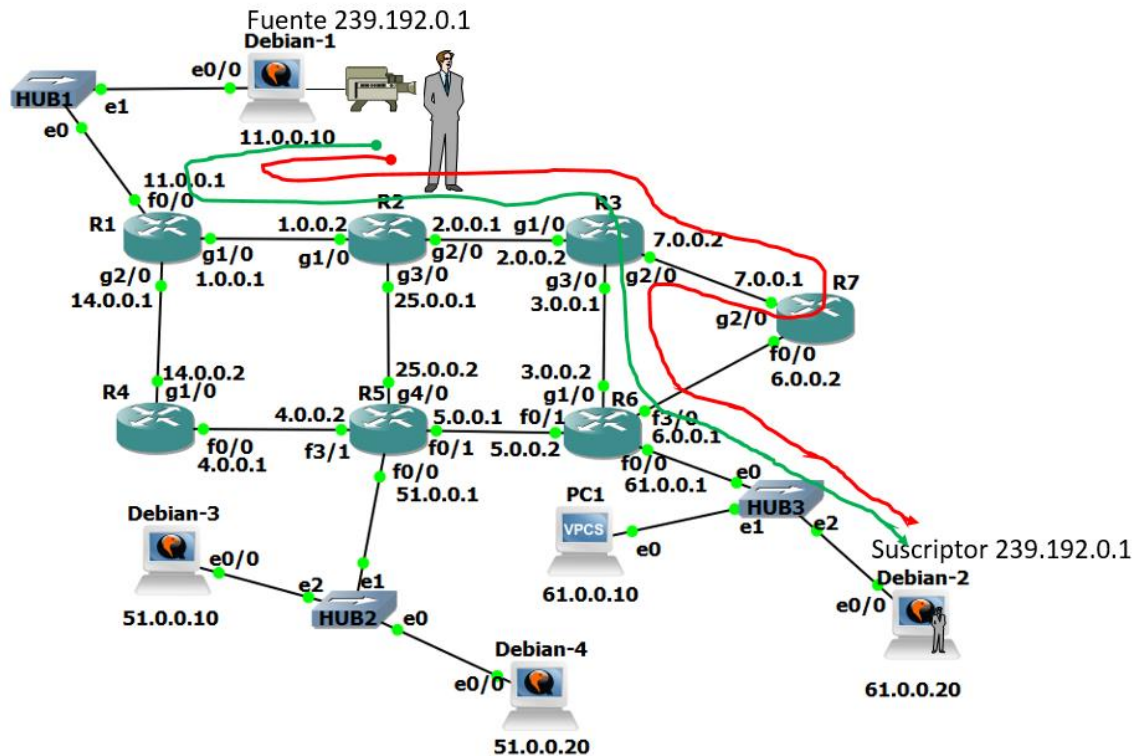 Fuente 239.192.0.1
Debian-1
e0/0
HUB1
e1
e0
11.0.0.10
11.0.0.1
f0/0
R1
R2
R3
1.0.0.2
2.0.0.1
g1/0
7.0.0.2
g1/0
g1/0
g2/0
2.0.0.2
7.0.0.1
R7
g2/0
1.0.0.1
g3/0
g3/0
g2/0
14.0.0.1
25.0.0.1
3.0.0.1
g2/0
f0/0
6.0.0.2
14.0.0.2
25.0.0.2
3.0.0.2
R4
g1/0
R5
g4/0
g1/0
R6
4.0.0.2
5.0.0.1
f0/1
f3/0
f0/0
f3/1
f0/1
5.0.0.2
6.0.0.1
4.0.0.1
f0/0
f0/0
51.0.0.1
61.0.0.1
e0
PC1
HUB3
Debian-3
VPCS
e1
e2
e0/0
e0
Suscriptor 239.192.0.1
e2
e1
Debian-2
51.0.0.10
HUB2
61.0.0.10
e0/0
e0
Debian-4
e0/0
61.0.0.20
51.0.0.20